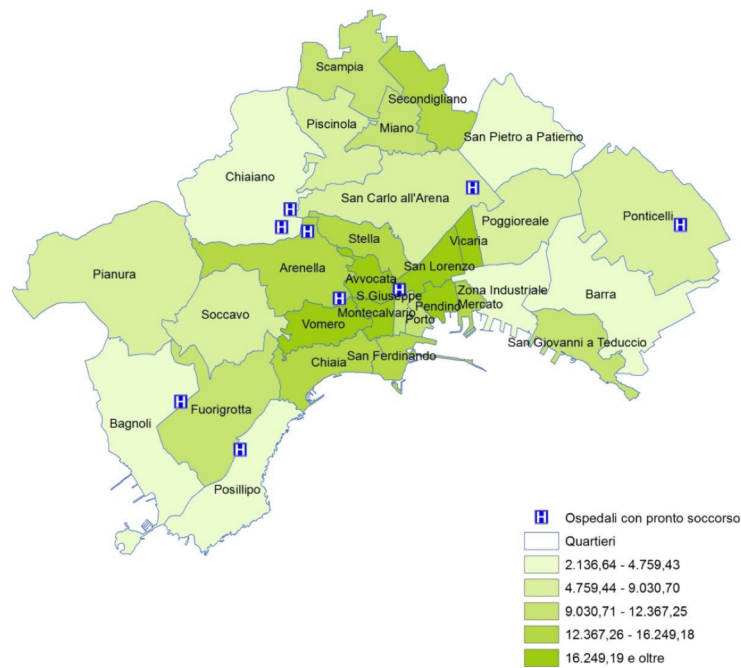 Scampia
Secondigliano
Piscinola
Miano
San Pietro a Patierno
Chiaiano
San Carlo all'Arena
Poggioreale
Ponticelli
Stella
Vicaria
Pianura
Arenella
San Lorenzo
Avvocata
Zona Industriale
Barra
S.Giuseppe
Pendino
Mercato
Soccavo
Montecalvario
Porto
Vomero
San Giovanni a Teduccio
Chiaia
San Ferdinando
Bagnoli
Fuorigrotta
Posillipo
H
H
H
H
H
H
H
H
H
H Ospedali con pronto soccorso
Quartieri
2.136,64 - 4.759,43
4.759,44 - 9.030,70
9.030,71 - 12.367,25
12.367,26 - 16.249,18
16.249,19 e oltre